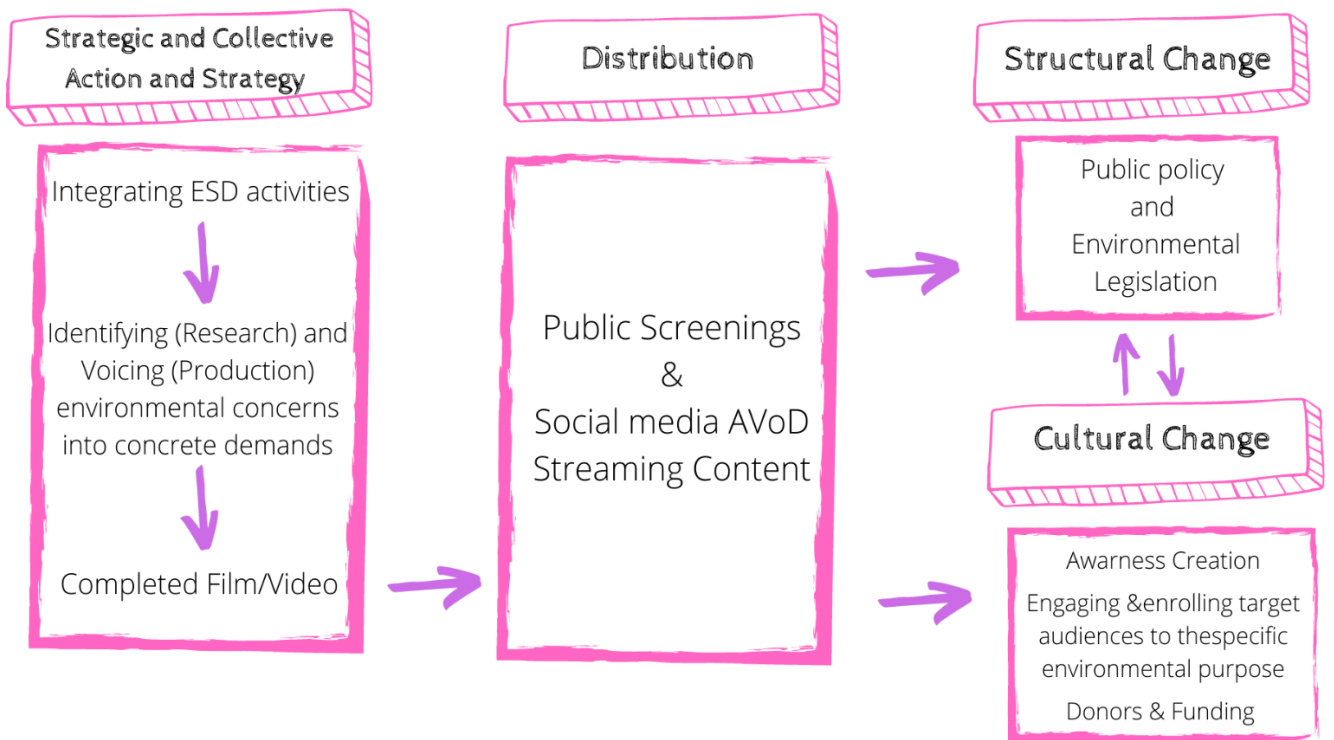 Strategic and Collective
Action and Strategy
Integrating ESD activities
Identifying (Research) and
Voicing (Production)
environmental concerns
into concrete demands
Completed Film/Video
Distribution
Public Screenings
&
Social media AVoD
Streaming Content
Structural Change
Public policy
and
Environmental
Legislation
Cultural Change
Awarness Creation
Engaging &enrolling target
audiences to thespecific
environmental purpose
Donors & Funding